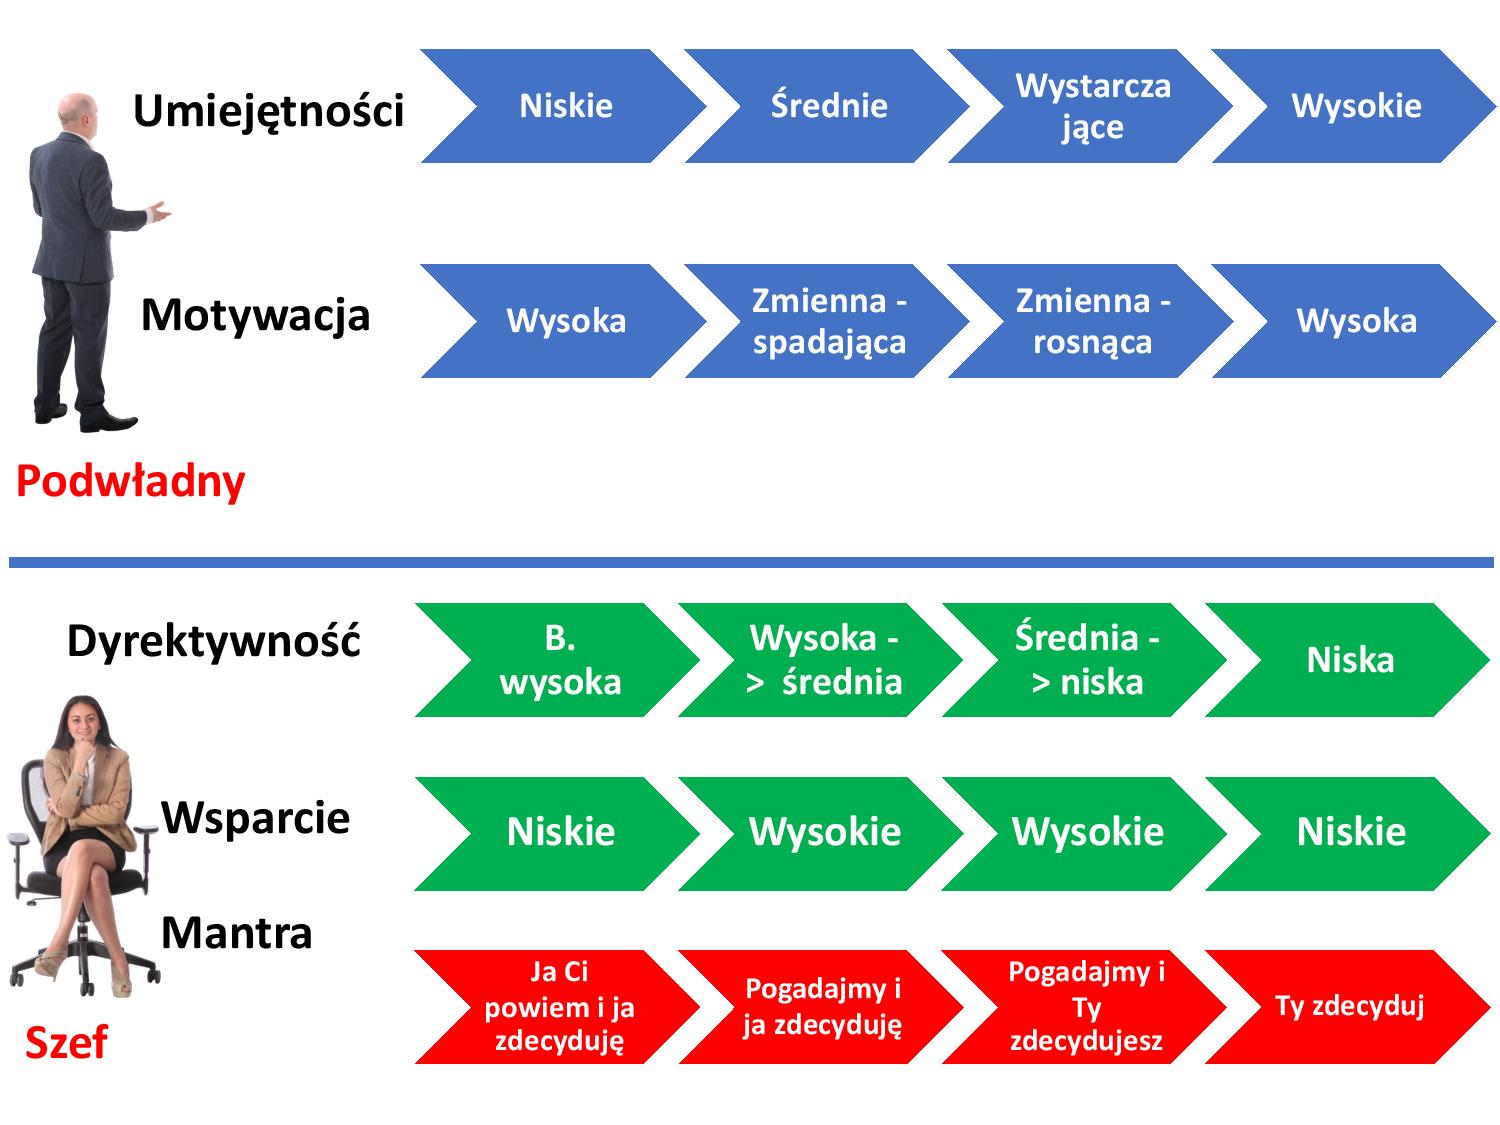 Umiejętności
Niskie
Średnie
Wystarcza
jące
Wysokie
Motywacja
Wysoka
Zmienna -
spadająca
Zmienna -
rosnąca
Wysoka
Podwładny
Dyrektywność
B.
wysoka
Wysoka -
> średnia
Średnia -
> niska
Niska
Wsparcie
Niskie
Wysokie
Wysokie
Niskie
Mantra
Ja Ci
powiem i ja
zdecyduję
Pogadajmy i
ja zdecyduję
Pogadajmy i
Ty
zdecydujesz
Ty zdecyduj
Szef